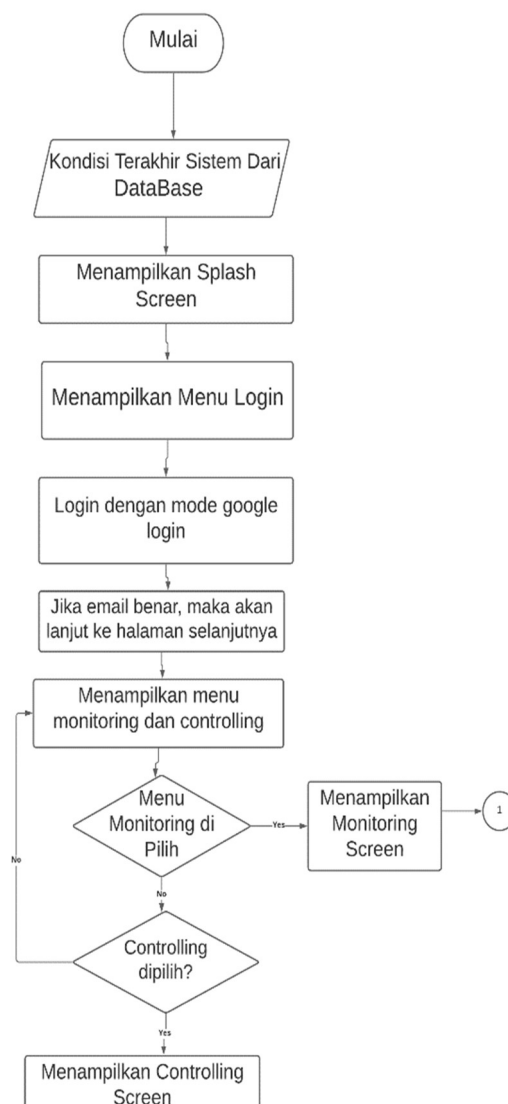 Mulai
Kondisi Terakhir Sistem Dari
DataBase
Menampilkan Splash
Screen
Menampilkan Menu Login
Login dengan mode google
login
Jika email benar, maka akan
lanjut ke halaman selanjutnya
Menampilkan menu
monitoring dan controlling
Menu
Monitoring di
Pilih
Yes
Menampilkan
Monitoring
Screen
1
No
No
Controlling
dipilih?
Yes
Menampilkan Controlling
Screen